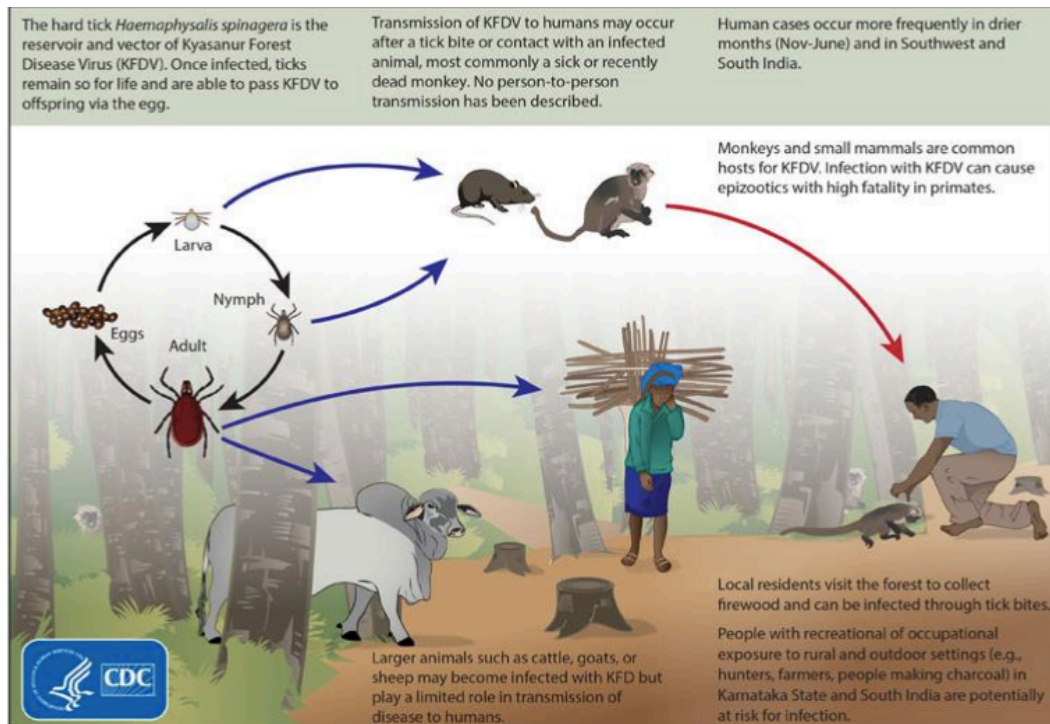 The hard tick Haemaphysalis spinagera is the
reservoir and vector of Kyasanur Forest
Disease Virus (KFDV). Once infected, ticks
remain so for life and are able to pass KFDV to
offspring via the egg.
Transmission of KFDV to humans may occur
after a tick bite or contact with an infected
animal, most commonly a sick or recently
dead monkey. No person-to-person
transmission has been described.
Human cases occur more frequently in drier
months (Nov-June) and in Southwest and
South India.
Monkeys and small mammals are common
hosts for KFDV. Infection with KFDV can cause
epizootics with high fatality in primates.
Larva
Nymph
Eggs
Adult
Local residents visit the forest to collect
firewood and can be infected through tick bites.
People with recreational of occupational
exposure to rural and outdoor settings (e.g.,
hunters, farmers, people making charcoal) in
Karnataka State and South India are potentially
at risk for infection.
Larger animals such as cattle, goats, or
sheep may become infected with KFD but
play a limited role in transmission of
disease to humans.
CDC